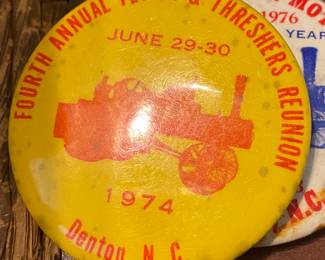 FOURTH ANNUAL & THRESHERS REUNION
JUNE 29-30
1974
Denton, N.C.
1976
YEAR
N.C.